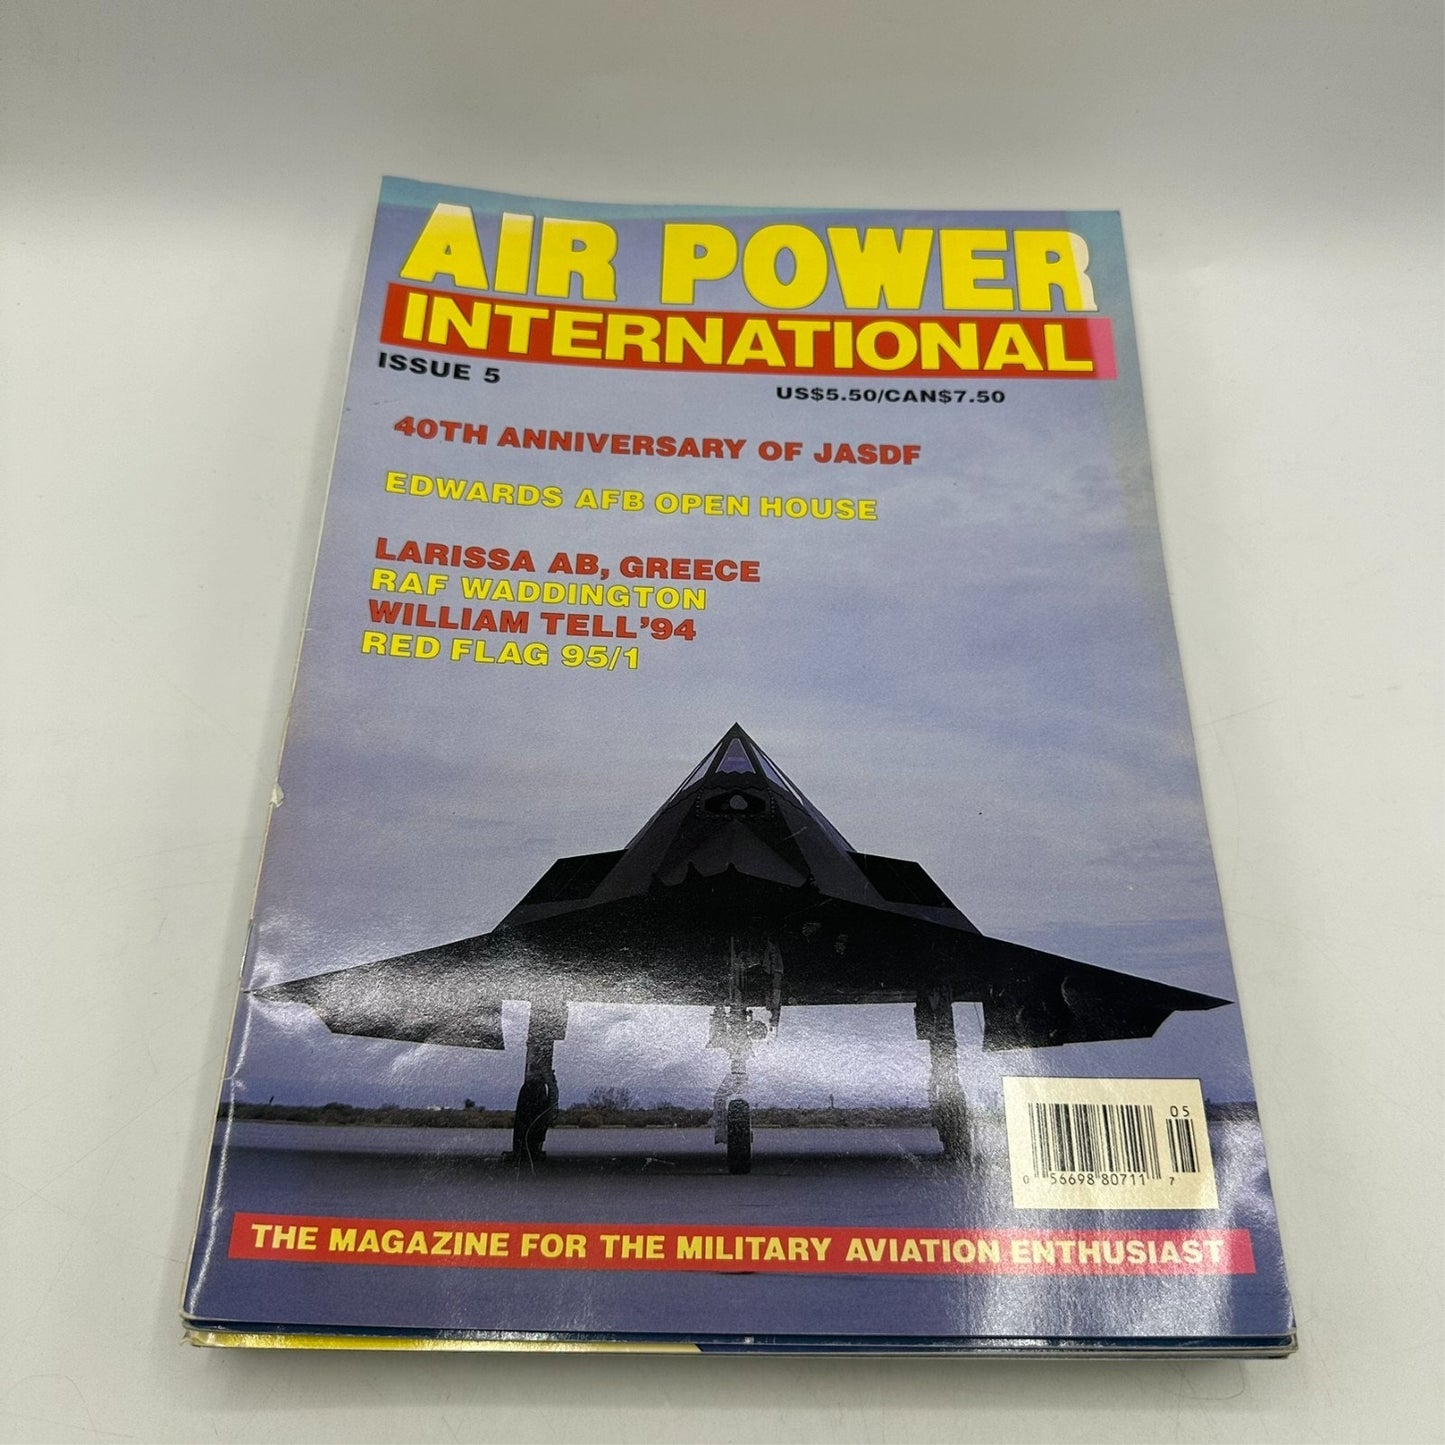 AIR POWER
INTERNATIONAL
ISSUE 5
US$5.50/CAN$7.50
40TH ANNIVERSARY OF JASDF
EDWARDS AFB OPEN HOUSE
LARISSA AB, GREECE
RAF WADDINGTON
WILLIAM TELL'94
RED FLAG 95/1
05
0 56698 80711 7
THE MAGAZINE FOR THE MILITARY AVIATION ENTHUSIAST